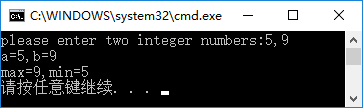 C:\WINDOWS\system32\cmd.exe
please enter two integer numbers:5,9
a=5,b=9
max=9,min=5
请按任意键继续. . .